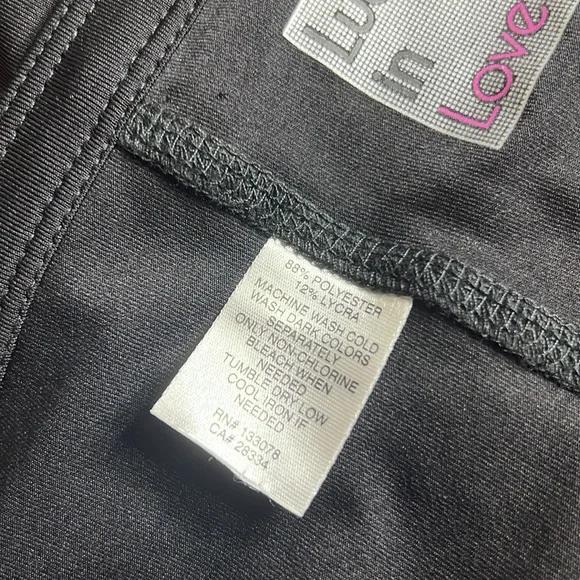 in
Love
88% POLYESTER
12% LYCRA
MACHINE WASH COLD
WASH DARK COLORS
SEPARATELY
ONLY NON-CHLORINE
BLEACH WHEN
NEEDED
TUMBLE DRY LOW
COOL IRON IF
NEEDED
RN# 133078
CA# 28334